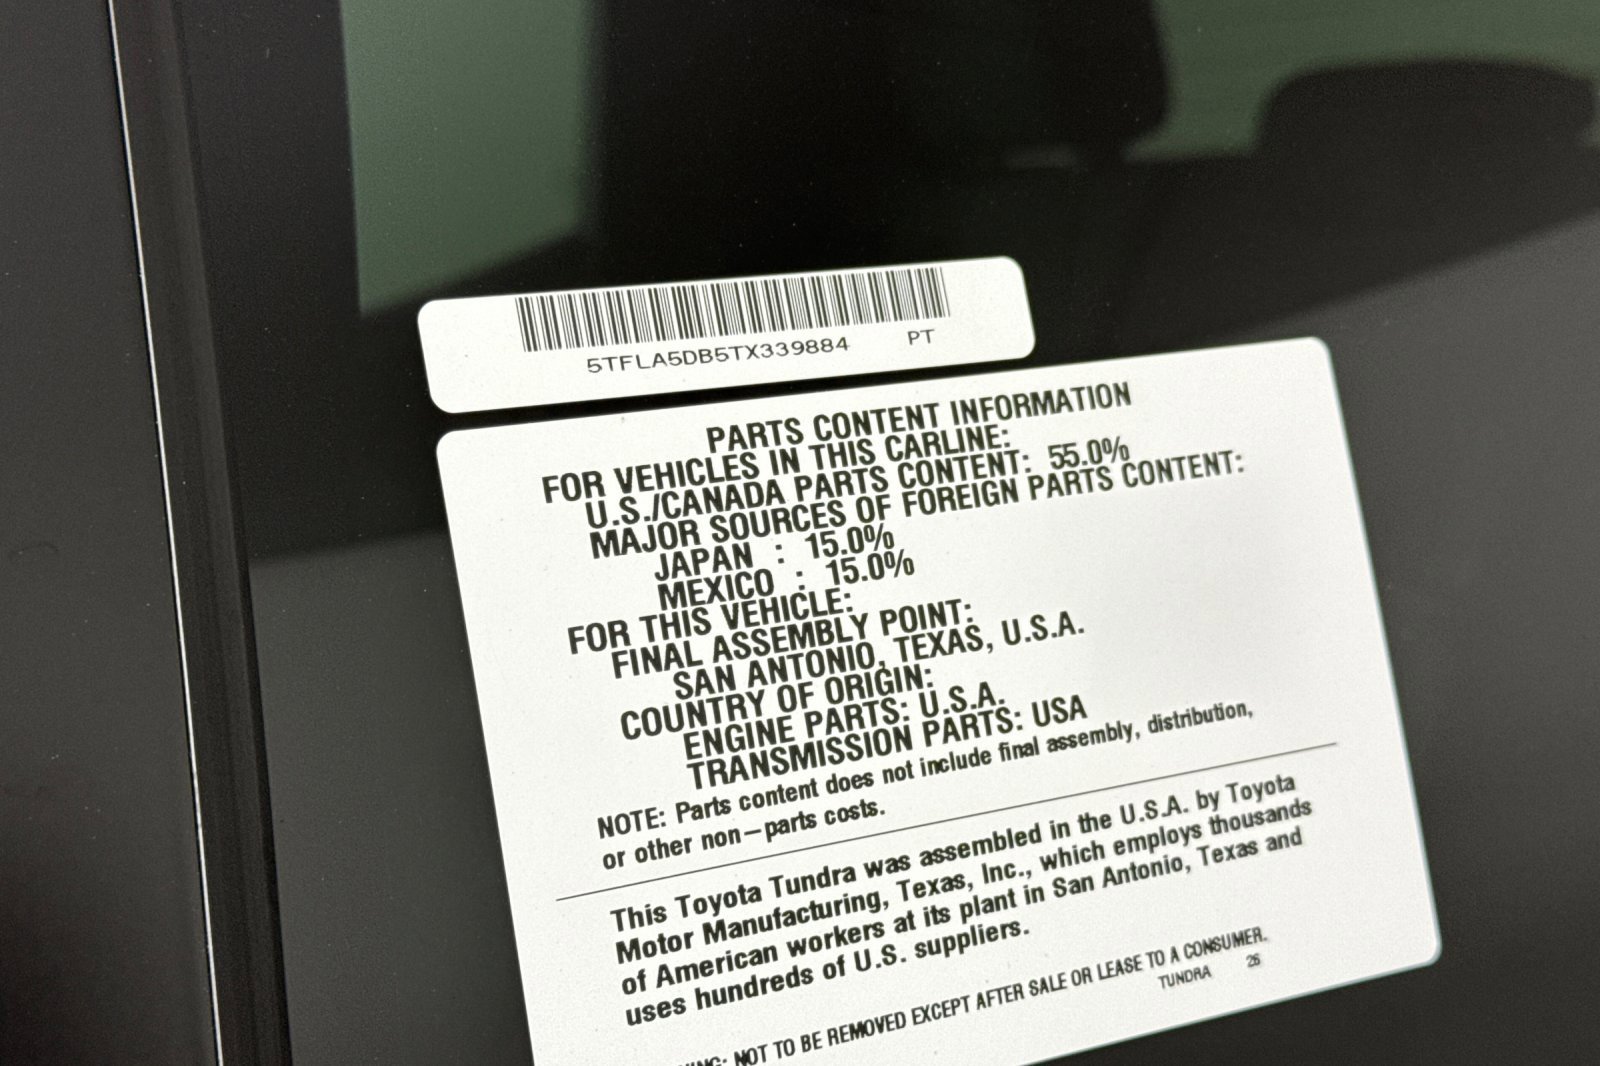 5TFLA5DB5TX339884 PT
PARTS CONTENT INFORMATION
FOR VEHICLES IN THIS CARLINE:
U.S./CANADA PARTS CONTENT: 55.0%
MAJOR SOURCES OF FOREIGN PARTS CONTENT:
JAPAN : 15.0%
MEXICO : 15.0%
FOR THIS VEHICLE:
FINAL ASSEMBLY POINT:
SAN ANTONIO, TEXAS, U.S.A.
COUNTRY OF ORIGIN:
ENGINE PARTS: U.S.A.
TRANSMISSION PARTS: USA
NOTE: Parts content does not include final assembly, distribution,
or other non-parts costs.
This Toyota Tundra was assembled in the U.S.A. by Toyota
Motor Manufacturing, Texas, Inc., which employs thousands
of American workers at its plant in San Antonio, Texas and
uses hundreds of U.S. suppliers.
NOT TO BE REMOVED EXCEPT AFTER SALE OR LEASE TO A CONSUMER.
TUNDRA 26